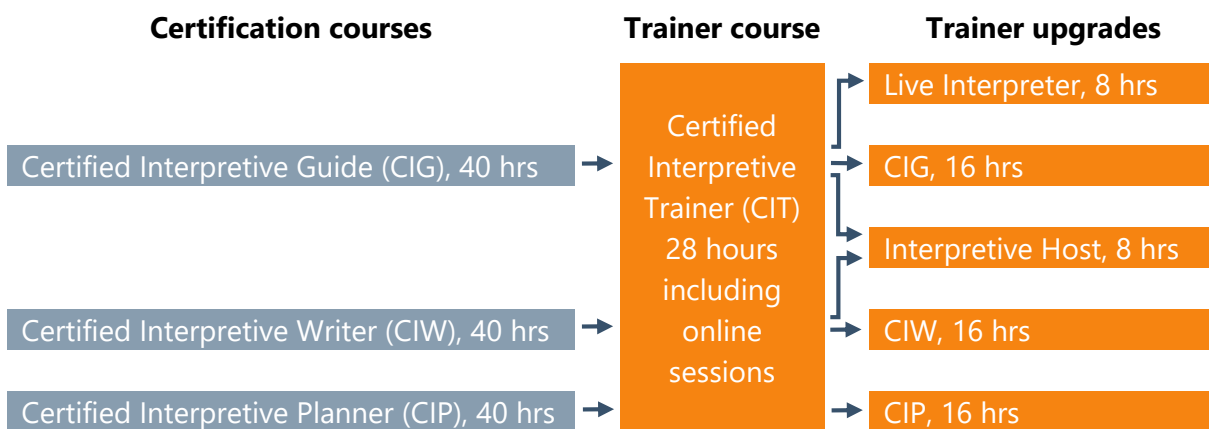 Certification courses
Trainer course
Trainer upgrades
Certified Interpretive Guide (CIG), 40 hrs
Certified Interpretive Writer (CIW), 40 hrs
Certified Interpretive Planner (CIP), 40 hrs
Certified
Interpretive
Trainer (CIT)
28 hours
including
online
sessions
Live Interpreter, 8 hrs
CIG, 16 hrs
Interpretive Host, 8 hrs
CIW, 16 hrs
CIP, 16 hrs